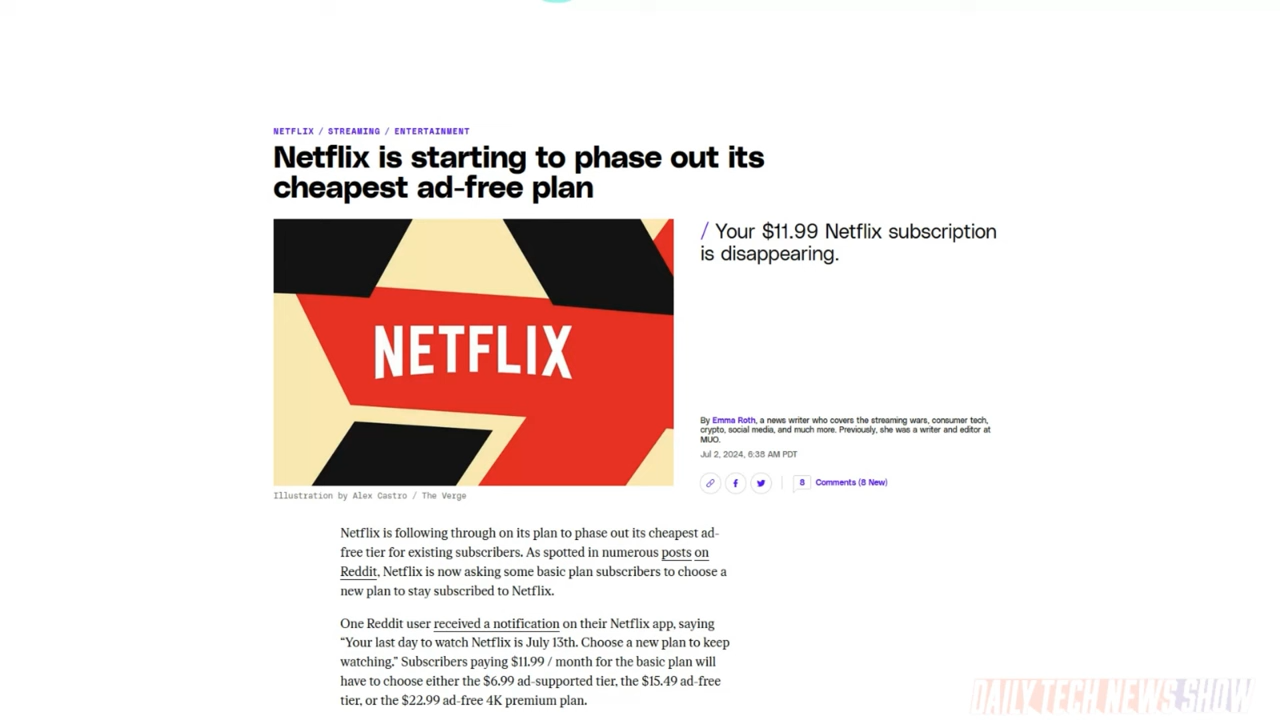 NETFLIX / STREAMING / ENTERTAINMENT
Netflix is starting to phase out its
cheapest ad-free plan
NETFLIX
/ Your $11.99 Netflix subscription
is disappearing.
By Emma Roth, a news writer who covers the streaming wars, consumer tech,
crypto, social media, and much more. Previously, she was a writer and editor at
MUO.
Jul 2, 2024, 6:38 AM PDT
8 Comments (8 New)
Illustration by Alex Castro / The Verge
Netflix is following through on its plan to phase out its cheapest ad-
free tier for existing subscribers. As spotted in numerous posts on
Reddit, Netflix is now asking some basic plan subscribers to choose a
new plan to stay subscribed to Netflix.
One Reddit user received a notification on their Netflix app, saying
“Your last day to watch Netflix is July 13th. Choose a new plan to keep
watching.” Subscribers paying $11.99 / month for the basic plan will
have to choose either the $6.99 ad-supported tier, the $15.49 ad-free
tier, or the $22.99 ad-free 4K premium plan.
DAILY TECH NEWS SHOW